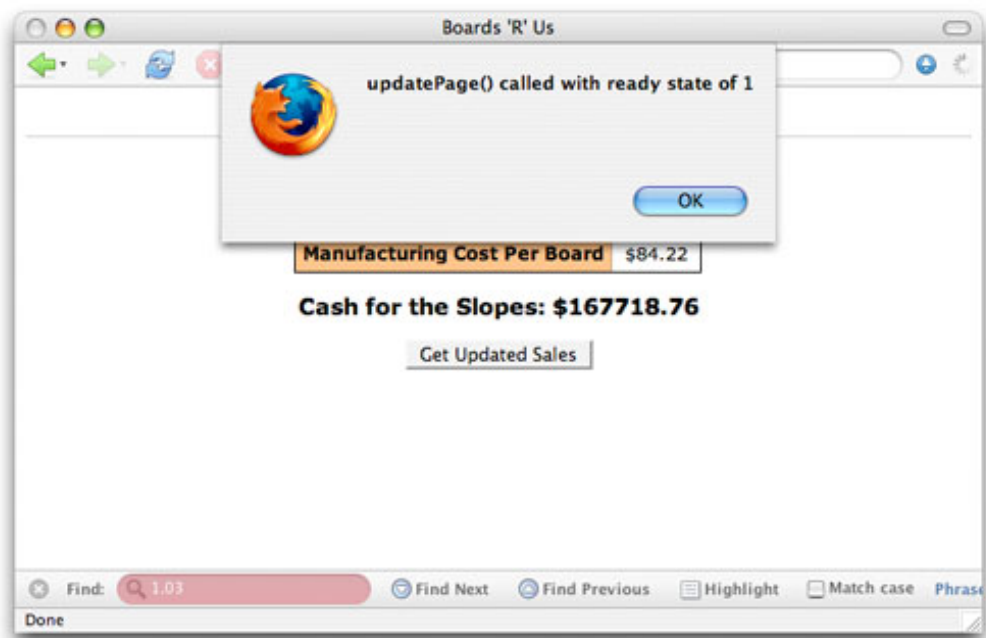 Boards 'R' Us
updatePage() called with ready state of 1
OK
Manufacturing Cost Per Board $84.22
Cash for the Slopes: $167718.76
Get Updated Sales
Find: 1.03 Find Next Find Previous Highlight Match case Phrase
Done